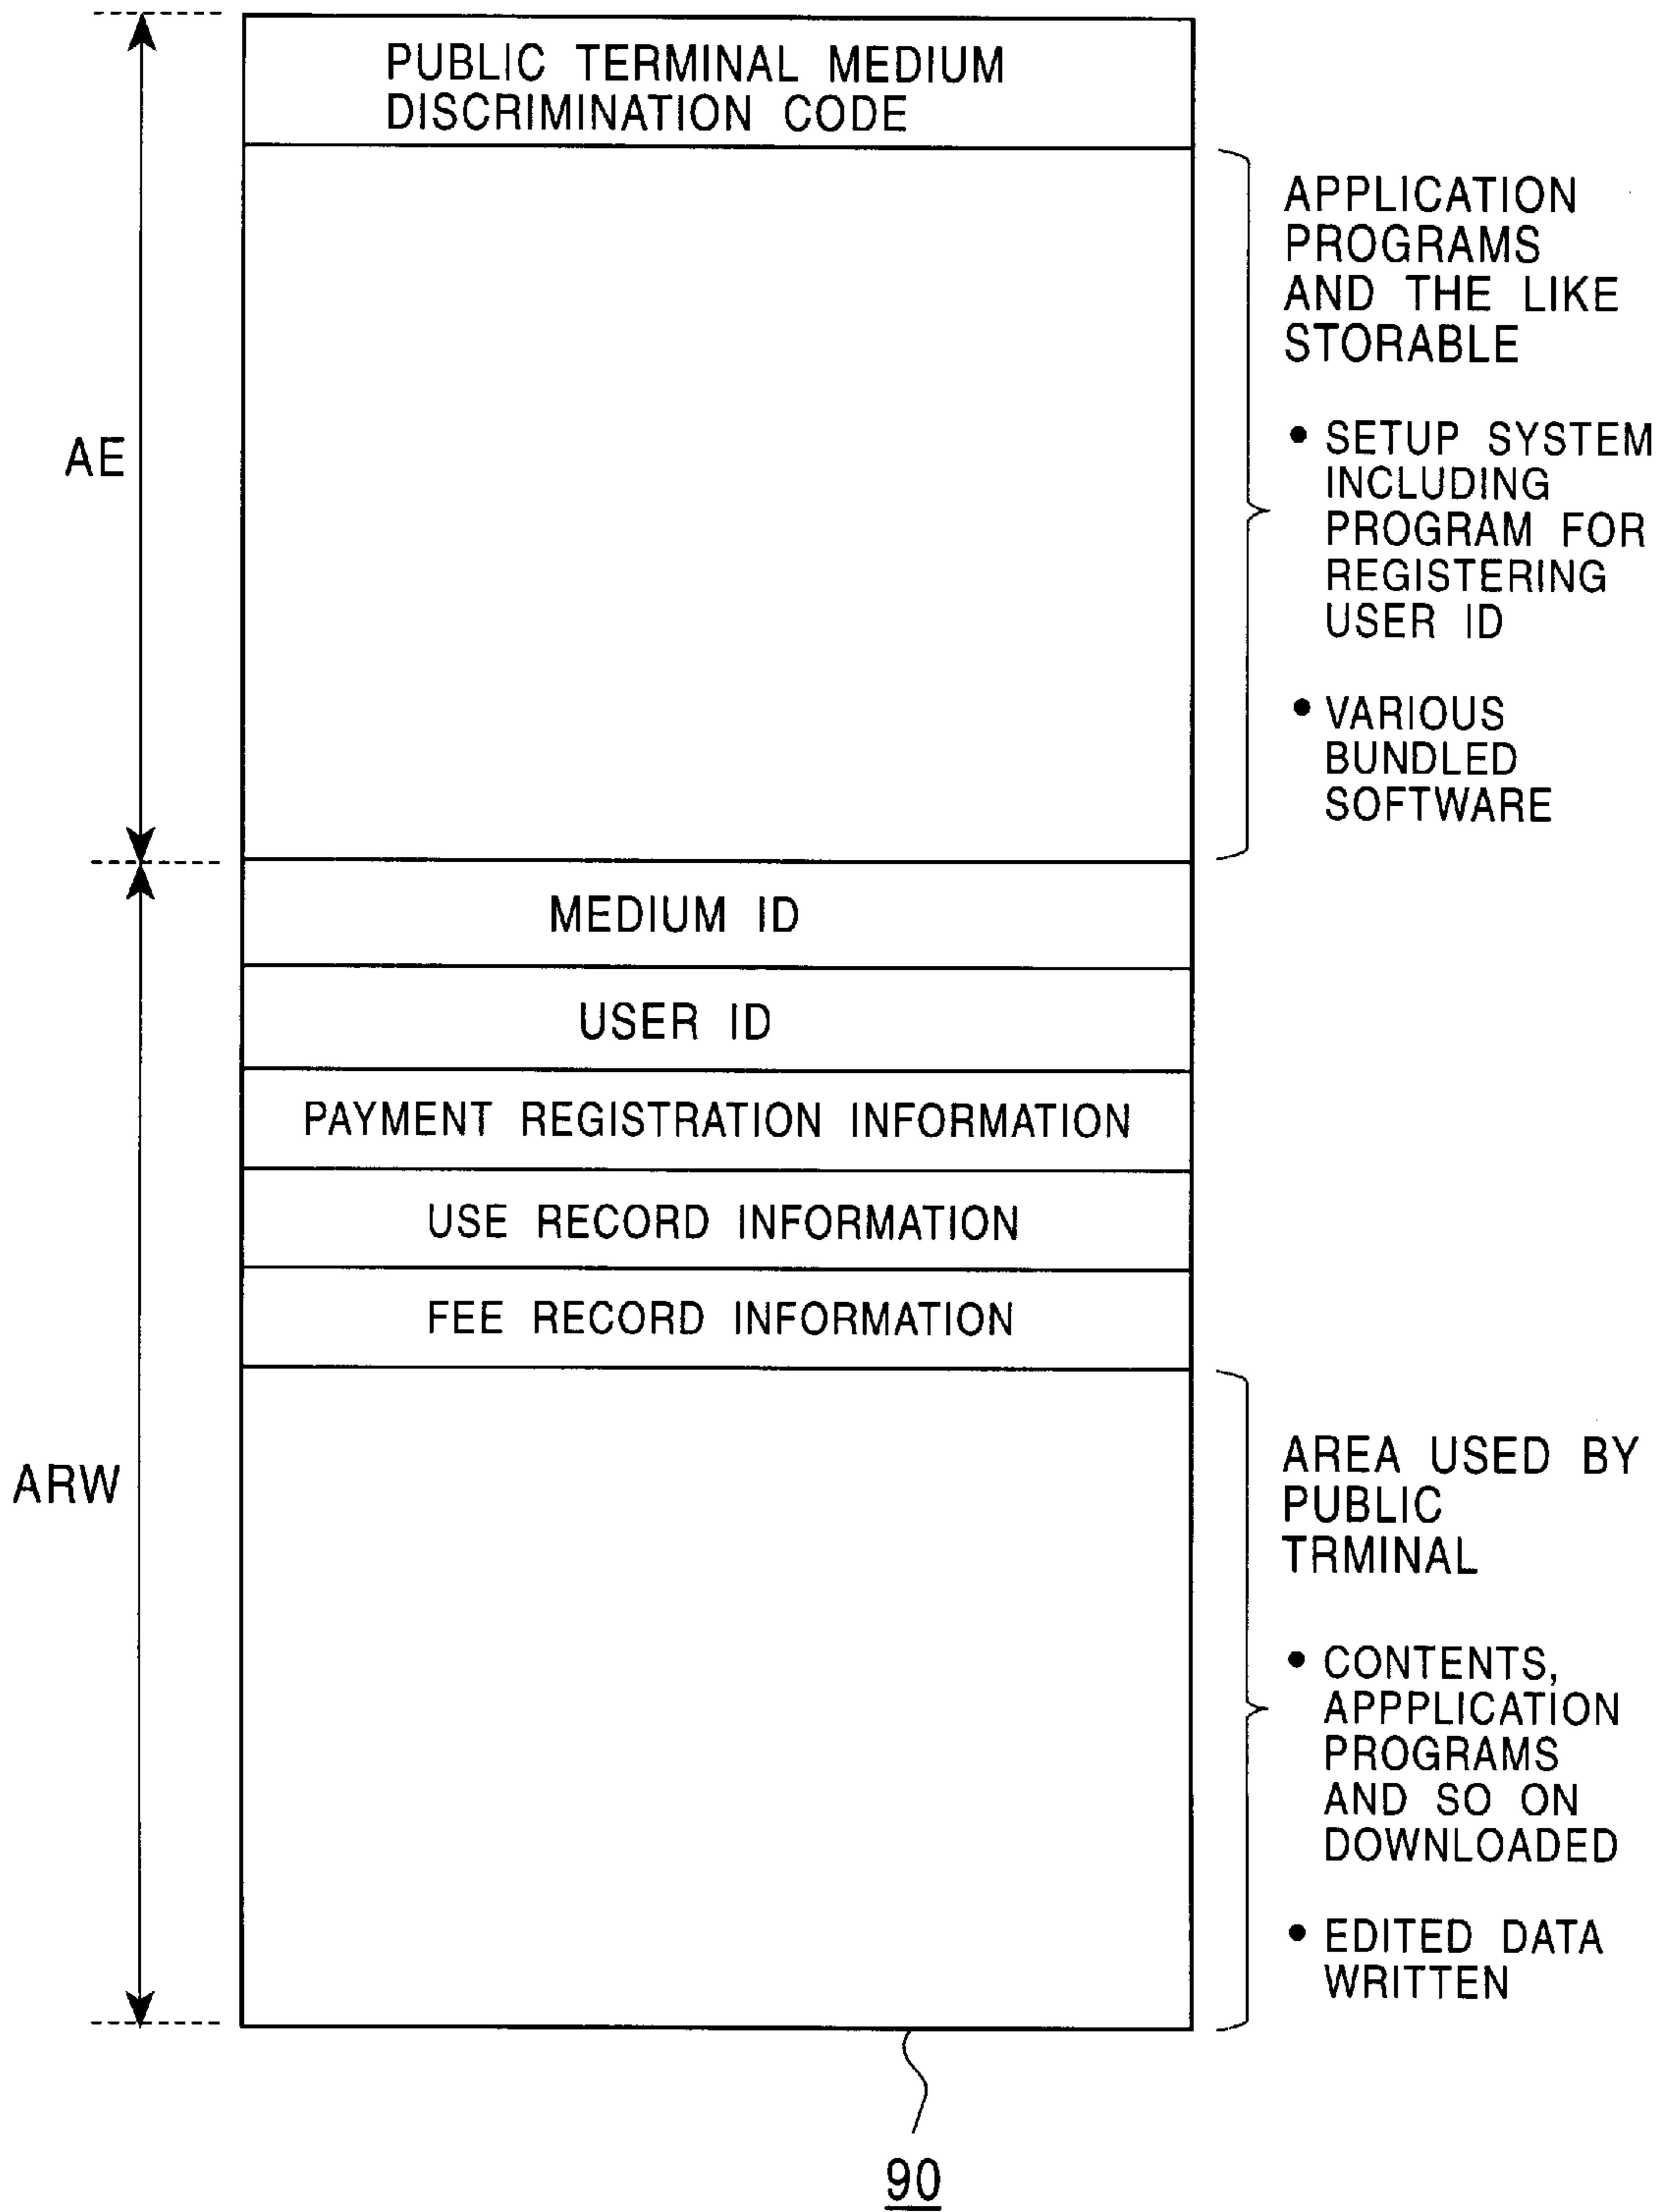 PUBLIC TERMINAL MEDIUM
DISCRIMINATION CODE
APPLICATION
PROGRAMS
AND THE LIKE
STORABLE
• SETUP SYSTEM
INCLUDING
PROGRAM FOR
REGISTERING
USER ID
• VARIOUS
BUNDLED
SOFTWARE
AE
MEDIUM ID
USER ID
PAYMENT REGISTRATION INFORMATION
USE RECORD INFORMATION
FEE RECORD INFORMATION
ARW
AREA USED BY
PUBLIC
TRMINAL
• CONTENTS,
APPPLICATION
PROGRAMS
AND SO ON
DOWNLOADED
• EDITED DATA
WRITTEN
90